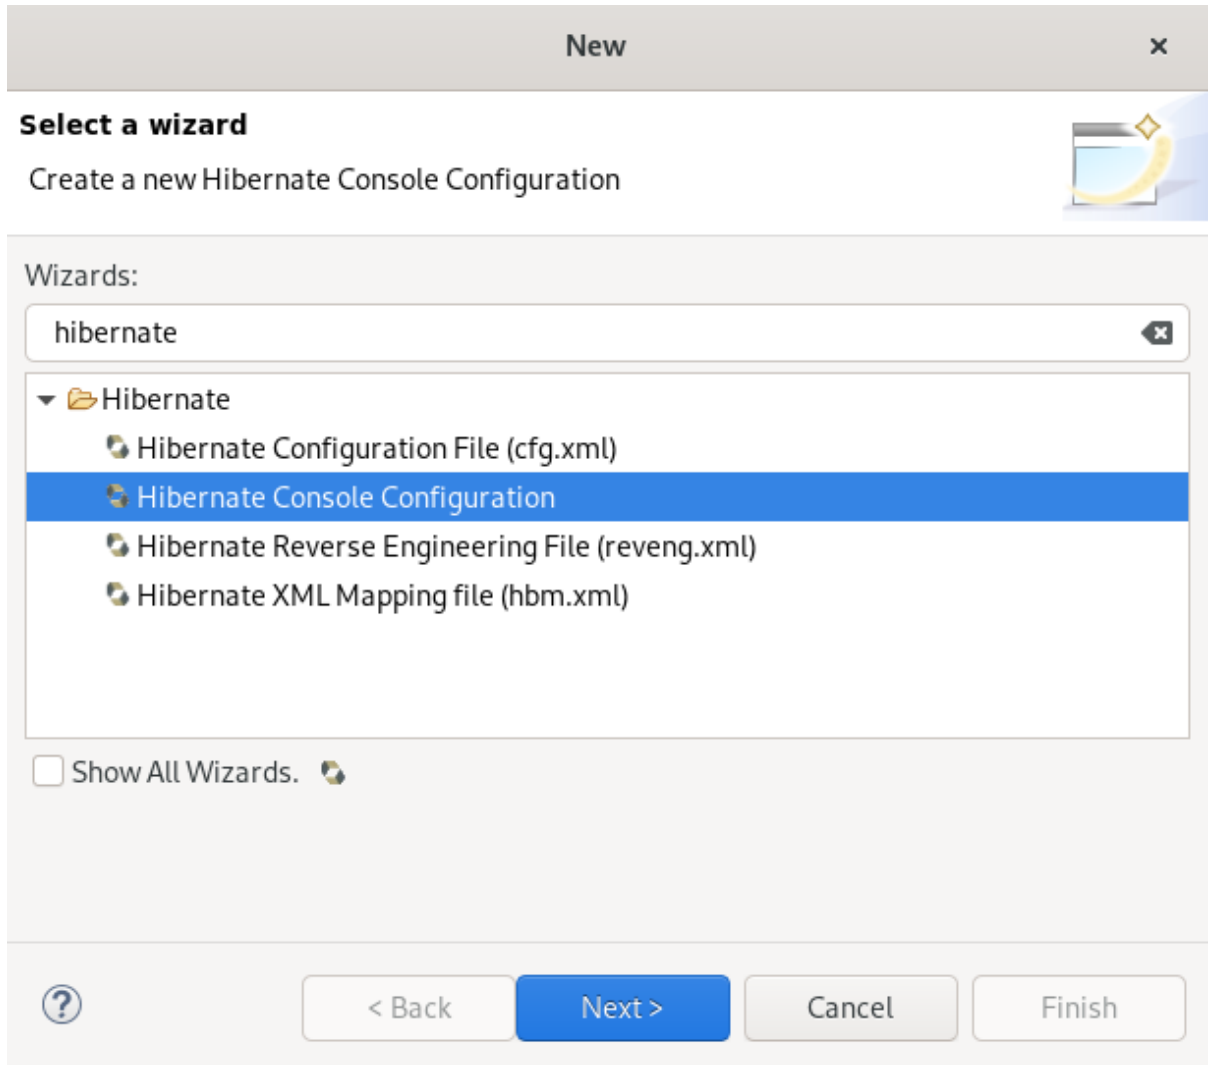 New
Select a wizard
Create a new Hibernate Console Configuration
Wizards:
hibernate
Hibernate
Hibernate Configuration File (cfg.xml)
Hibernate Console Configuration
Hibernate Reverse Engineering File (reveng.xml)
Hibernate XML Mapping file (hbm.xml)
Show All Wizards.
< Back Next > Cancel Finish